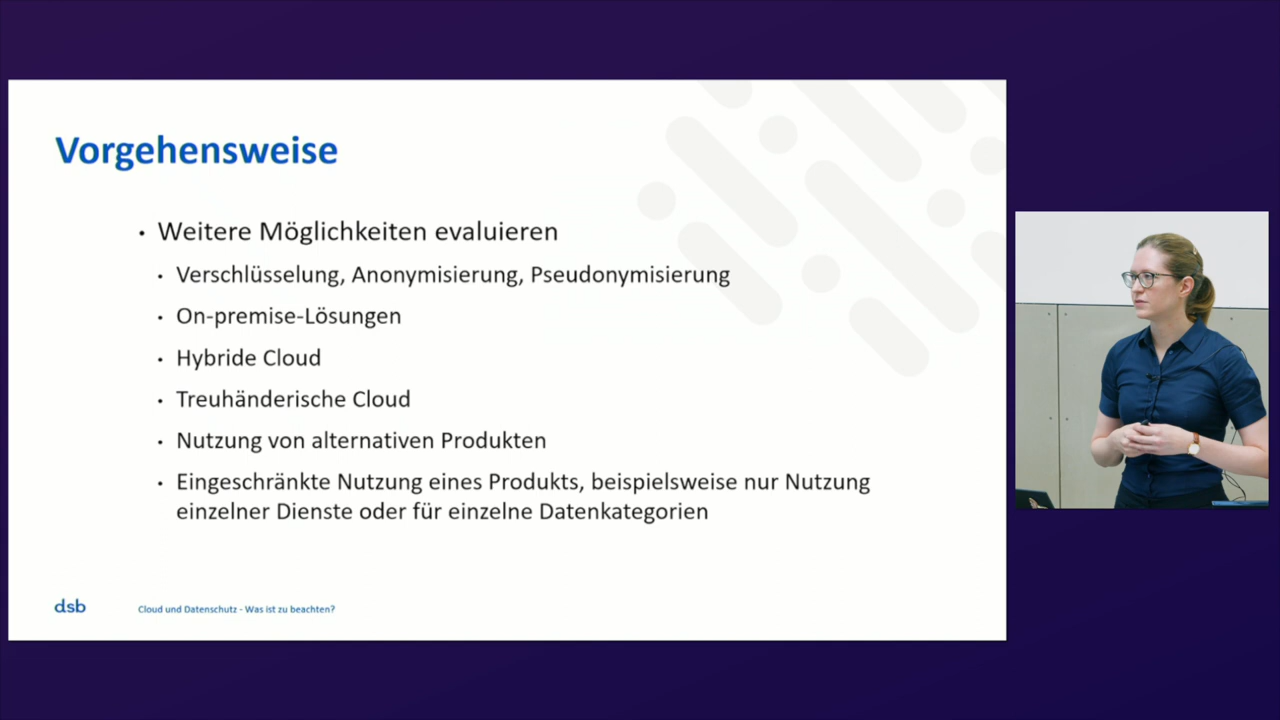 Vorgehensweise
• Weitere Möglichkeiten evaluieren
• Verschlüsselung, Anonymisierung, Pseudonymisierung
• On-premise-Lösungen
• Hybride Cloud
• Treuhänderische Cloud
• Nutzung von alternativen Produkten
• Eingeschränkte Nutzung eines Produkts, beispielsweise nur Nutzung
einzelner Dienste oder für einzelne Datenkategorien
dsb
Cloud und Datenschutz - Was ist zu beachten?